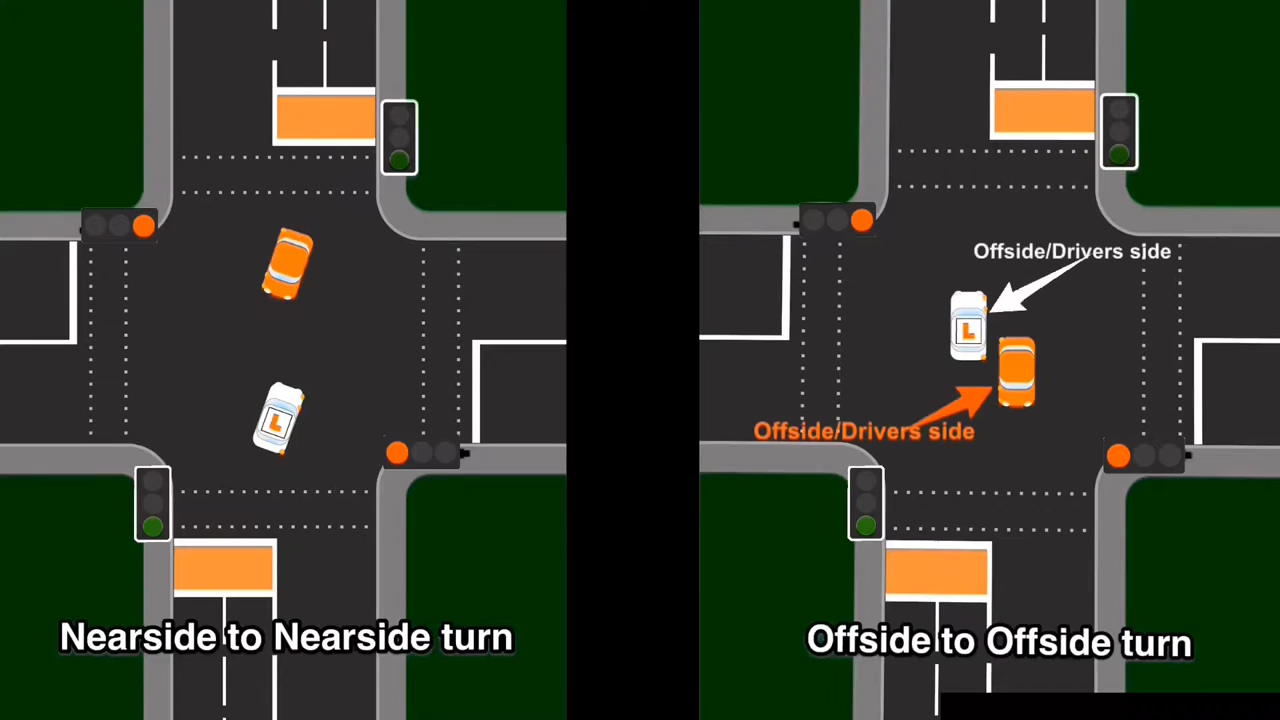 Offside/Drivers side
L
L
Offside/Drivers side
Nearside to Nearside turn
Offside to Offside turn